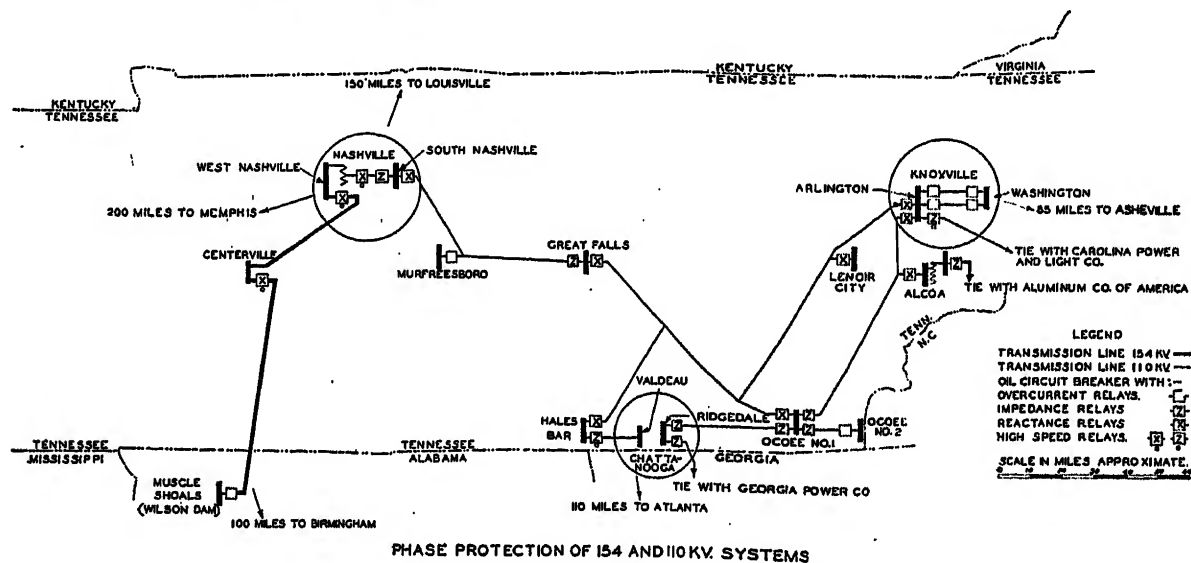 KENTUCKY
TENNESSEE
VIRGINIA
TENNESSEE
150 MILES TO LOUISVILLE
KENTUCKY
TENNESSEE
NASHVILLE
SOUTH NASHVILLE
WEST NASHVILLE
X Z X
X
200 MILES TO MEMPHIS
KNOXVILLE
ARLINGTON
WASHINGTON
X
X Z
85 MILES TO ASHEVILLE
CENTERVILLE
X
MURFREESBORO
GREAT FALLS
Z X
X
LENOIR
CITY
X Z
ALCOA
TIE WITH CAROLINA POWER
AND LIGHT CO.
TIE WITH ALUMINUM CO. OF AMERICA
TENN.
N.C
LEGEND
TRANSMISSION LINE 154 KV.
TRANSMISSION LINE 110 KV.
OIL CIRCUIT BREAKER WITH:-
OVERCURRENT RELAYS.
IMPEDANCE RELAYS Z
REACTANCE RELAYS X
HIGH SPEED RELAYS. X Z
SCALE IN MILES APPROXIMATE.
VALDEAU
HALES
BAR
X
Z
RIDGEDALE
Z
Z
X Z
Z Z
OCOEE NO.1
OCOEE
NO.2
TENNESSEE
MISSISSIPPI
TENNESSEE
ALABAMA
CHATTA-
NOOGA
GEORGIA
TIE WITH GEORGIA POWER CO
110 MILES TO ATLANTA
MUSCLE
SHOALS
(WILSON DAM)
100 MILES TO BIRMINGHAM
PHASE PROTECTION OF 154 AND 110 KV. SYSTEMS